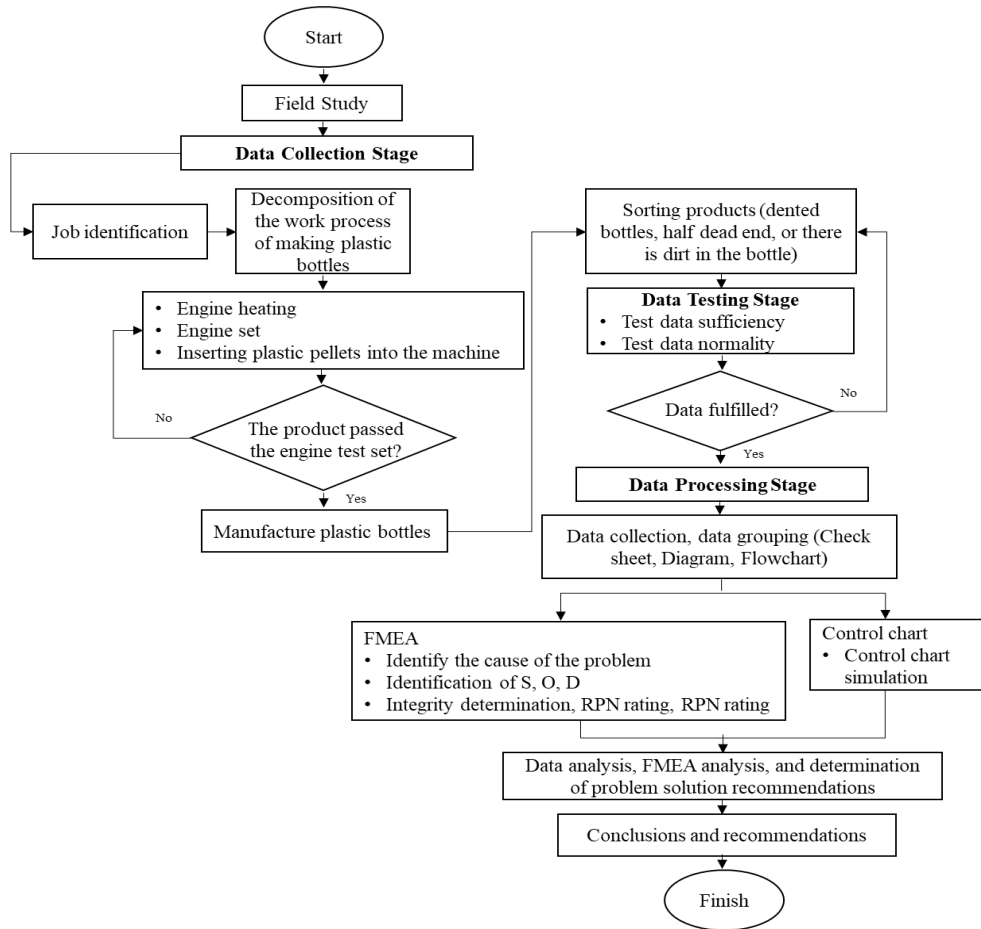 Start
Field Study
Data Collection Stage
Job identification
Decomposition of
the work process
of making plastic
bottles
• Engine heating
• Engine set
• Inserting plastic pellets into the machine
No
The product passed
the engine test set?
Yes
Manufacture plastic bottles
Sorting products (dented
bottles, half dead end, or there
is dirt in the bottle)
Data Testing Stage
• Test data sufficiency
• Test data normality
No
Data fulfilled?
Yes
Data Processing Stage
Data collection, data grouping (Check
sheet, Diagram, Flowchart)
FMEA
• Identify the cause of the problem
• Identification of S, O, D
• Integrity determination, RPN rating, RPN rating
Control chart
• Control chart
simulation
Data analysis, FMEA analysis, and determination
of problem solution recommendations
Conclusions and recommendations
Finish